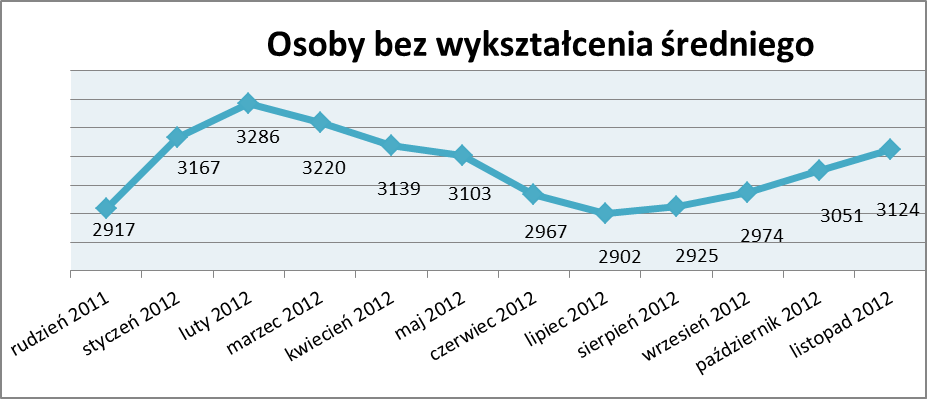 Osoby bez wykształcenia średniego
2917
3167
3286
3220
3139
3103
2967
2902
2925
2974
3051
3124
rudzień 2011
styczeń 2012
luty 2012
marzec 2012
kwiecień 2012
maj 2012
czerwiec 2012
lipiec 2012
sierpień 2012
wrzesień 2012
październik 2012
listopad 2012